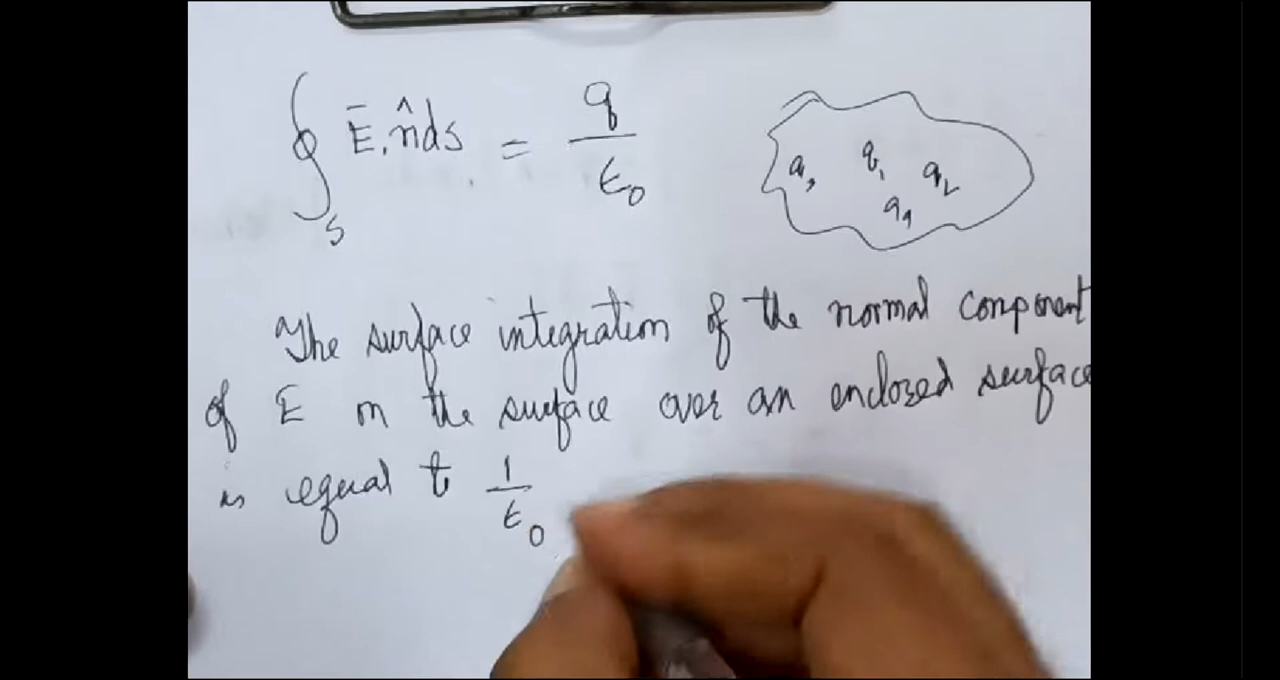 ∮_S Ē.n̂ds = q/ε₀
q₃ q₁ q₂
q₄
The surface integration of the normal component
of E on the surface over an enclosed surface
is equal to 1/ε₀